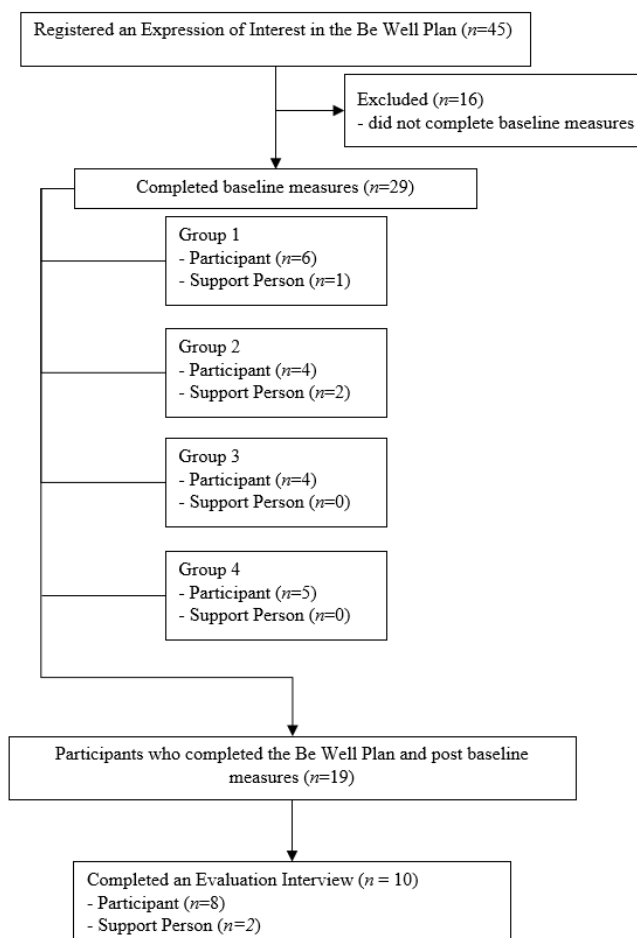 Registered an Expression of Interest in the Be Well Plan (n=45)
Excluded (n=16)
- did not complete baseline measures
Completed baseline measures (n=29)
Group 1
- Participant (n=6)
- Support Person (n=1)
Group 2
- Participant (n=4)
- Support Person (n=2)
Group 3
- Participant (n=4)
- Support Person (n=0)
Group 4
- Participant (n=5)
- Support Person (n=0)
Participants who completed the Be Well Plan and post baseline
measures (n=19)
Completed an Evaluation Interview (n = 10)
- Participant (n=8)
- Support Person (n=2)